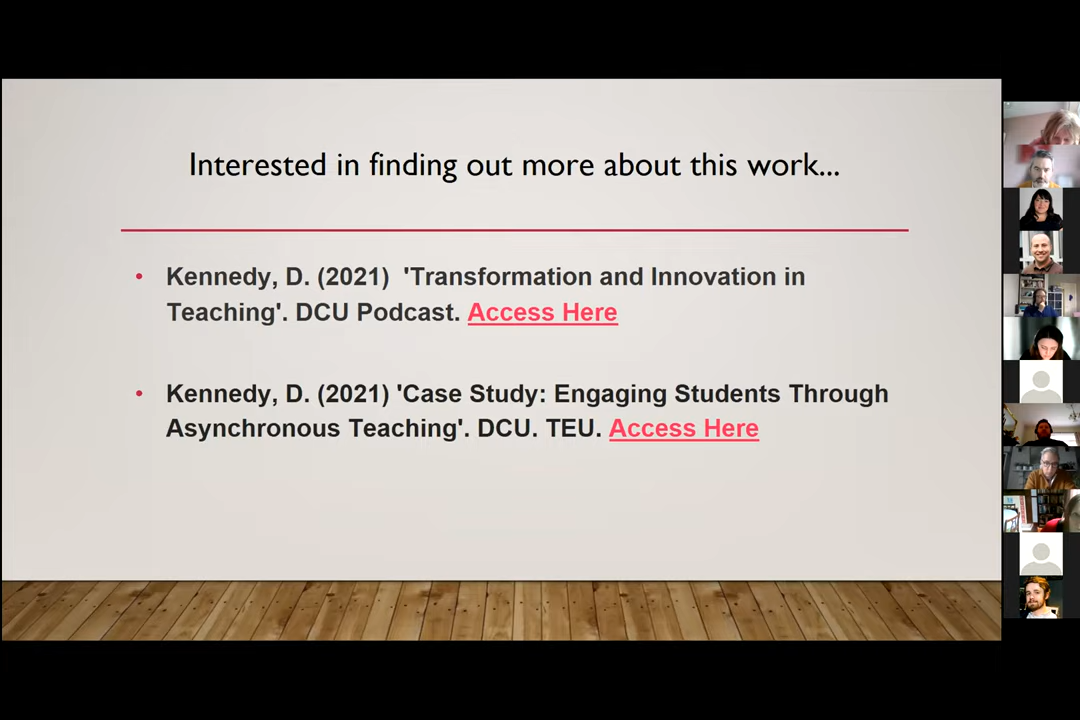 Interested in finding out more about this work...
• Kennedy, D. (2021)  'Transformation and Innovation in
Teaching'. DCU Podcast. Access Here
• Kennedy, D. (2021) 'Case Study: Engaging Students Through
Asynchronous Teaching'. DCU. TEU. Access Here